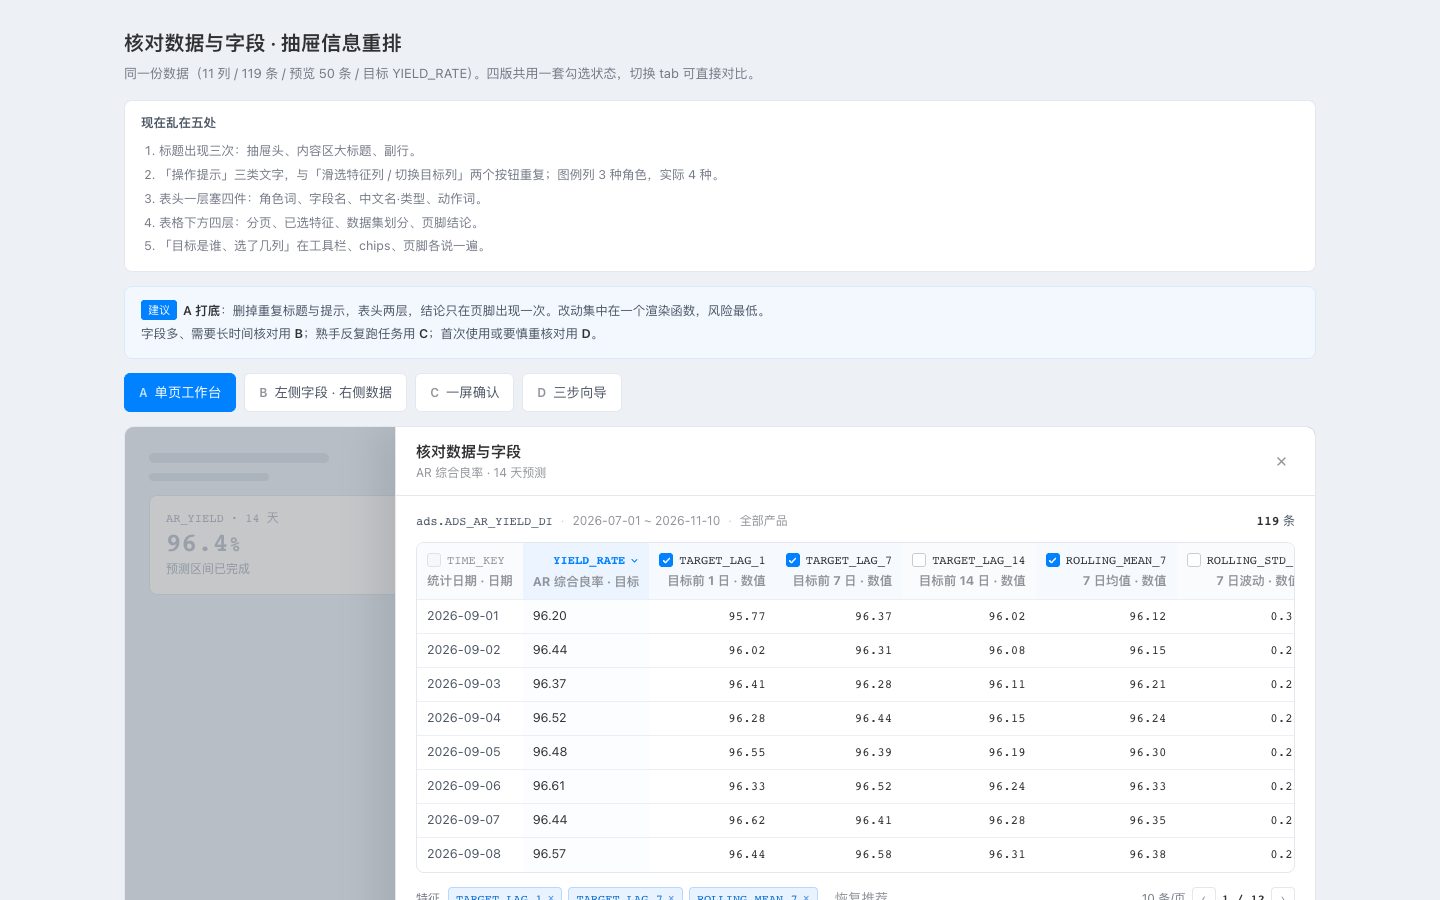 核对数据与字段 · 抽屉信息重排
同一份数据（11 列 / 119 条 / 预览 50 条 / 目标 YIELD_RATE）。四版共用一套勾选状态，切换 tab 可直接对比。
现在乱在五处
1. 标题出现三次：抽屉头、内容区大标题、副行。
2. 「操作提示」三类文字，与「滑选特征列 / 切换目标列」两个按钮重复；图例列 3 种角色，实际 4 种。
3. 表头一层塞四件：角色词、字段名、中文名·类型、动作词。
4. 表格下方四层：分页、已选特征、数据集划分、页脚结论。
5. 「目标是谁、选了几列」在工具栏、chips、页脚各说一遍。
建议 A 打底：删掉重复标题与提示，表头两层，结论只在页脚出现一次。改动集中在一个渲染函数，风险最低。
字段多、需要长时间核对用 B；熟手反复跑任务用 C；首次使用或要慎重核对用 D。
A 单页工作台 B 左侧字段 · 右侧数据 C 一屏确认 D 三步向导
核对数据与字段
AR 综合良率 · 14 天预测
×
AR_YIELD · 14 天
96.4%
预测区间已完成
ads.ADS_AR_YIELD_DI · 2026-07-01 ~ 2026-11-10 · 全部产品 119 条
TIME_KEY YIELD_RATE TARGET_LAG_1 TARGET_LAG_7 TARGET_LAG_14 ROLLING_MEAN_7 ROLLING_STD_
统计日期 · 日期 AR 综合良率 · 目标 目标前 1 日 · 数值 目标前 7 日 · 数值 目标前 14 日 · 数值 7 日均值 · 数值 7 日波动 · 数值
2026-09-01 96.20 95.77 96.37 96.02 96.12 0.3
2026-09-02 96.44 96.02 96.31 96.08 96.15 0.2
2026-09-03 96.37 96.41 96.28 96.11 96.21 0.2
2026-09-04 96.52 96.28 96.44 96.15 96.24 0.2
2026-09-05 96.48 96.55 96.39 96.19 96.30 0.2
2026-09-06 96.61 96.33 96.52 96.24 96.33 0.2
2026-09-07 96.44 96.62 96.41 96.28 96.35 0.2
2026-09-08 96.57 96.44 96.58 96.31 96.38 0.2
特征 TARGET_LAG_1 × TARGET_LAG_7 × ROLLING_MEAN_7 × 恢复推荐 10 条/页 ‹ 1 / 12 ›